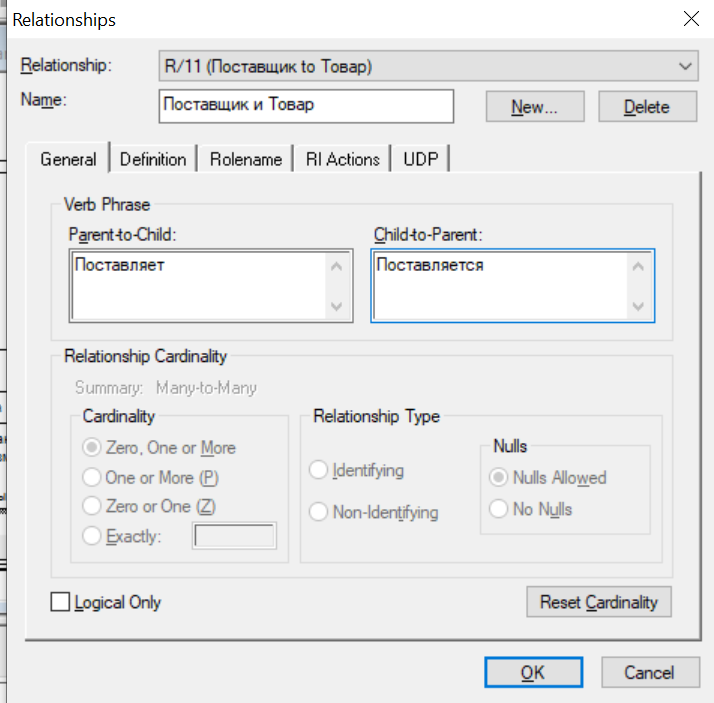 Relationships
Relationship: R/11 (Поставщик to Товар)
Name: Поставщик и Товар New... Delete
General Definition Rolename RI Actions UDP
Verb Phrase
Parent-to-Child: Child-to-Parent:
Поставляет Поставляется
Relationship Cardinality
Summary: Many-to-Many
Cardinality
Zero, One or More
One or More (P)
Zero or One (Z)
Exactly:
Relationship Type
Identifying
Non-Identifying
Nulls
Nulls Allowed
No Nulls
Logical Only Reset Cardinality
OK Cancel